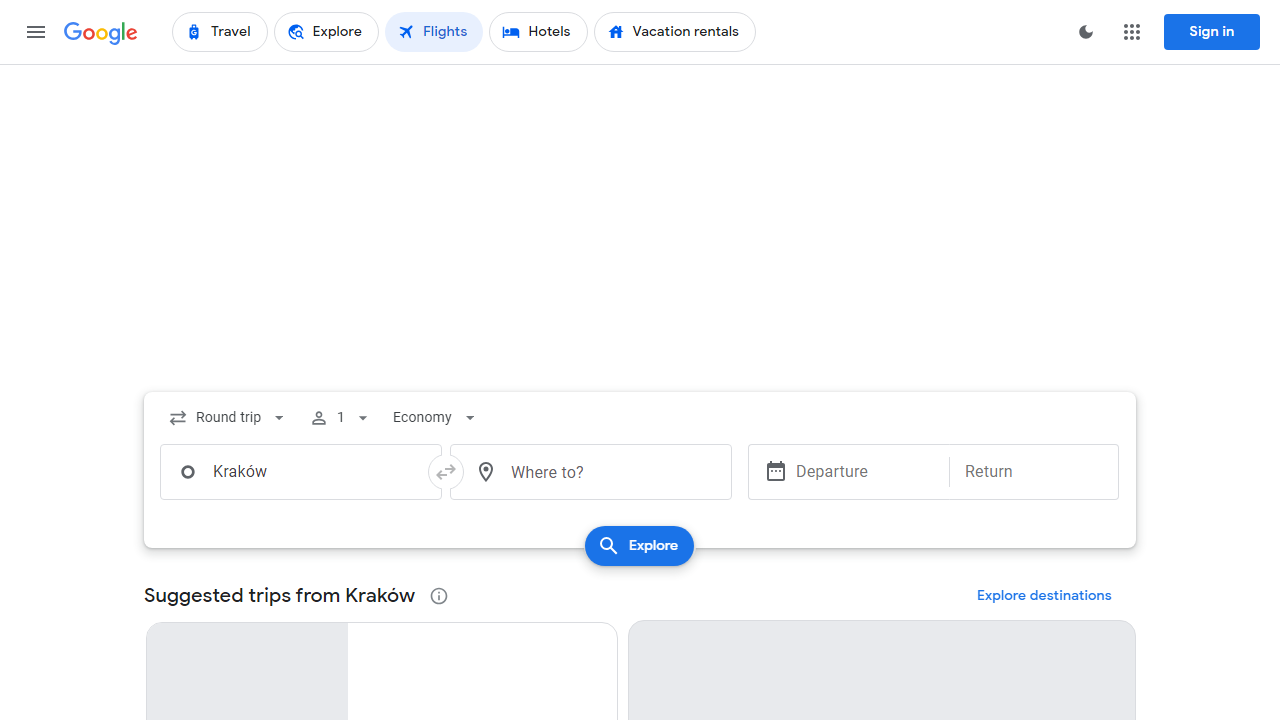 Google
Travel
Explore
Flights
Hotels
Vacation rentals
Sign in
Round trip
1
Economy
Kraków
Where to?
Departure
Return
Explore
Suggested trips from Kraków
Explore destinations